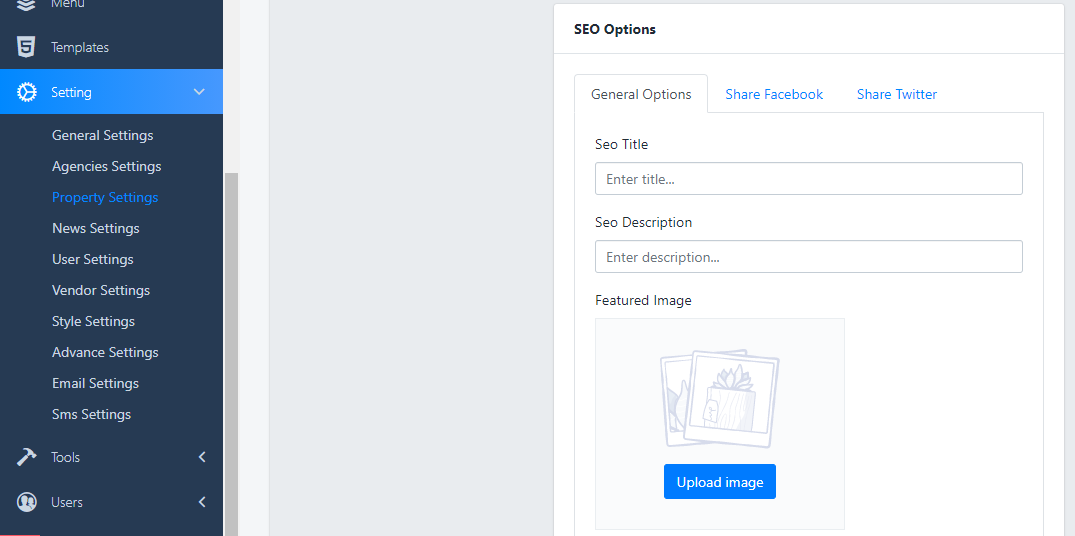 Menu
Templates
Setting
General Settings
Agencies Settings
Property Settings
News Settings
User Settings
Vendor Settings
Style Settings
Advance Settings
Email Settings
Sms Settings
Tools
Users
SEO Options
General Options Share Facebook Share Twitter
Seo Title
Enter title...
Seo Description
Enter description...
Featured Image
Upload image